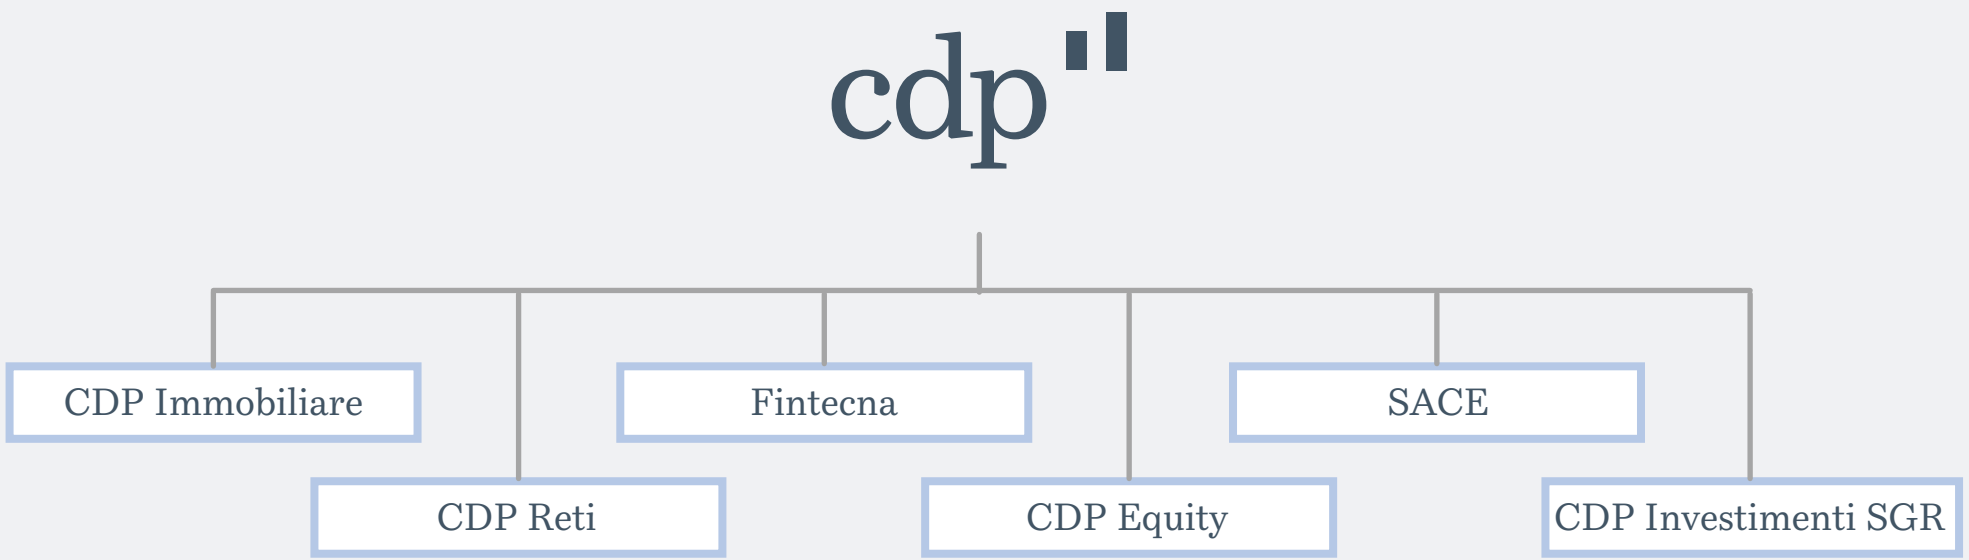 cdp
CDP Immobiliare
Fintecna
SACE
CDP Reti
CDP Equity
CDP Investimenti SGR